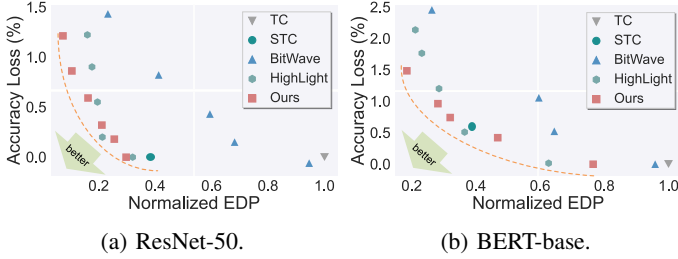 1.5
1.0
0.5
0.0
Accuracy Loss (%)
better
0.2
0.4
0.6
0.8
1.0
Normalized EDP
TC
STC
BitWave
HighLight
Ours
(a) ResNet-50.
2.5
2.0
1.5
1.0
0.5
0.0
Accuracy Loss (%)
better
0.2
0.4
0.6
0.8
1.0
Normalized EDP
TC
STC
BitWave
HighLight
Ours
(b) BERT-base.